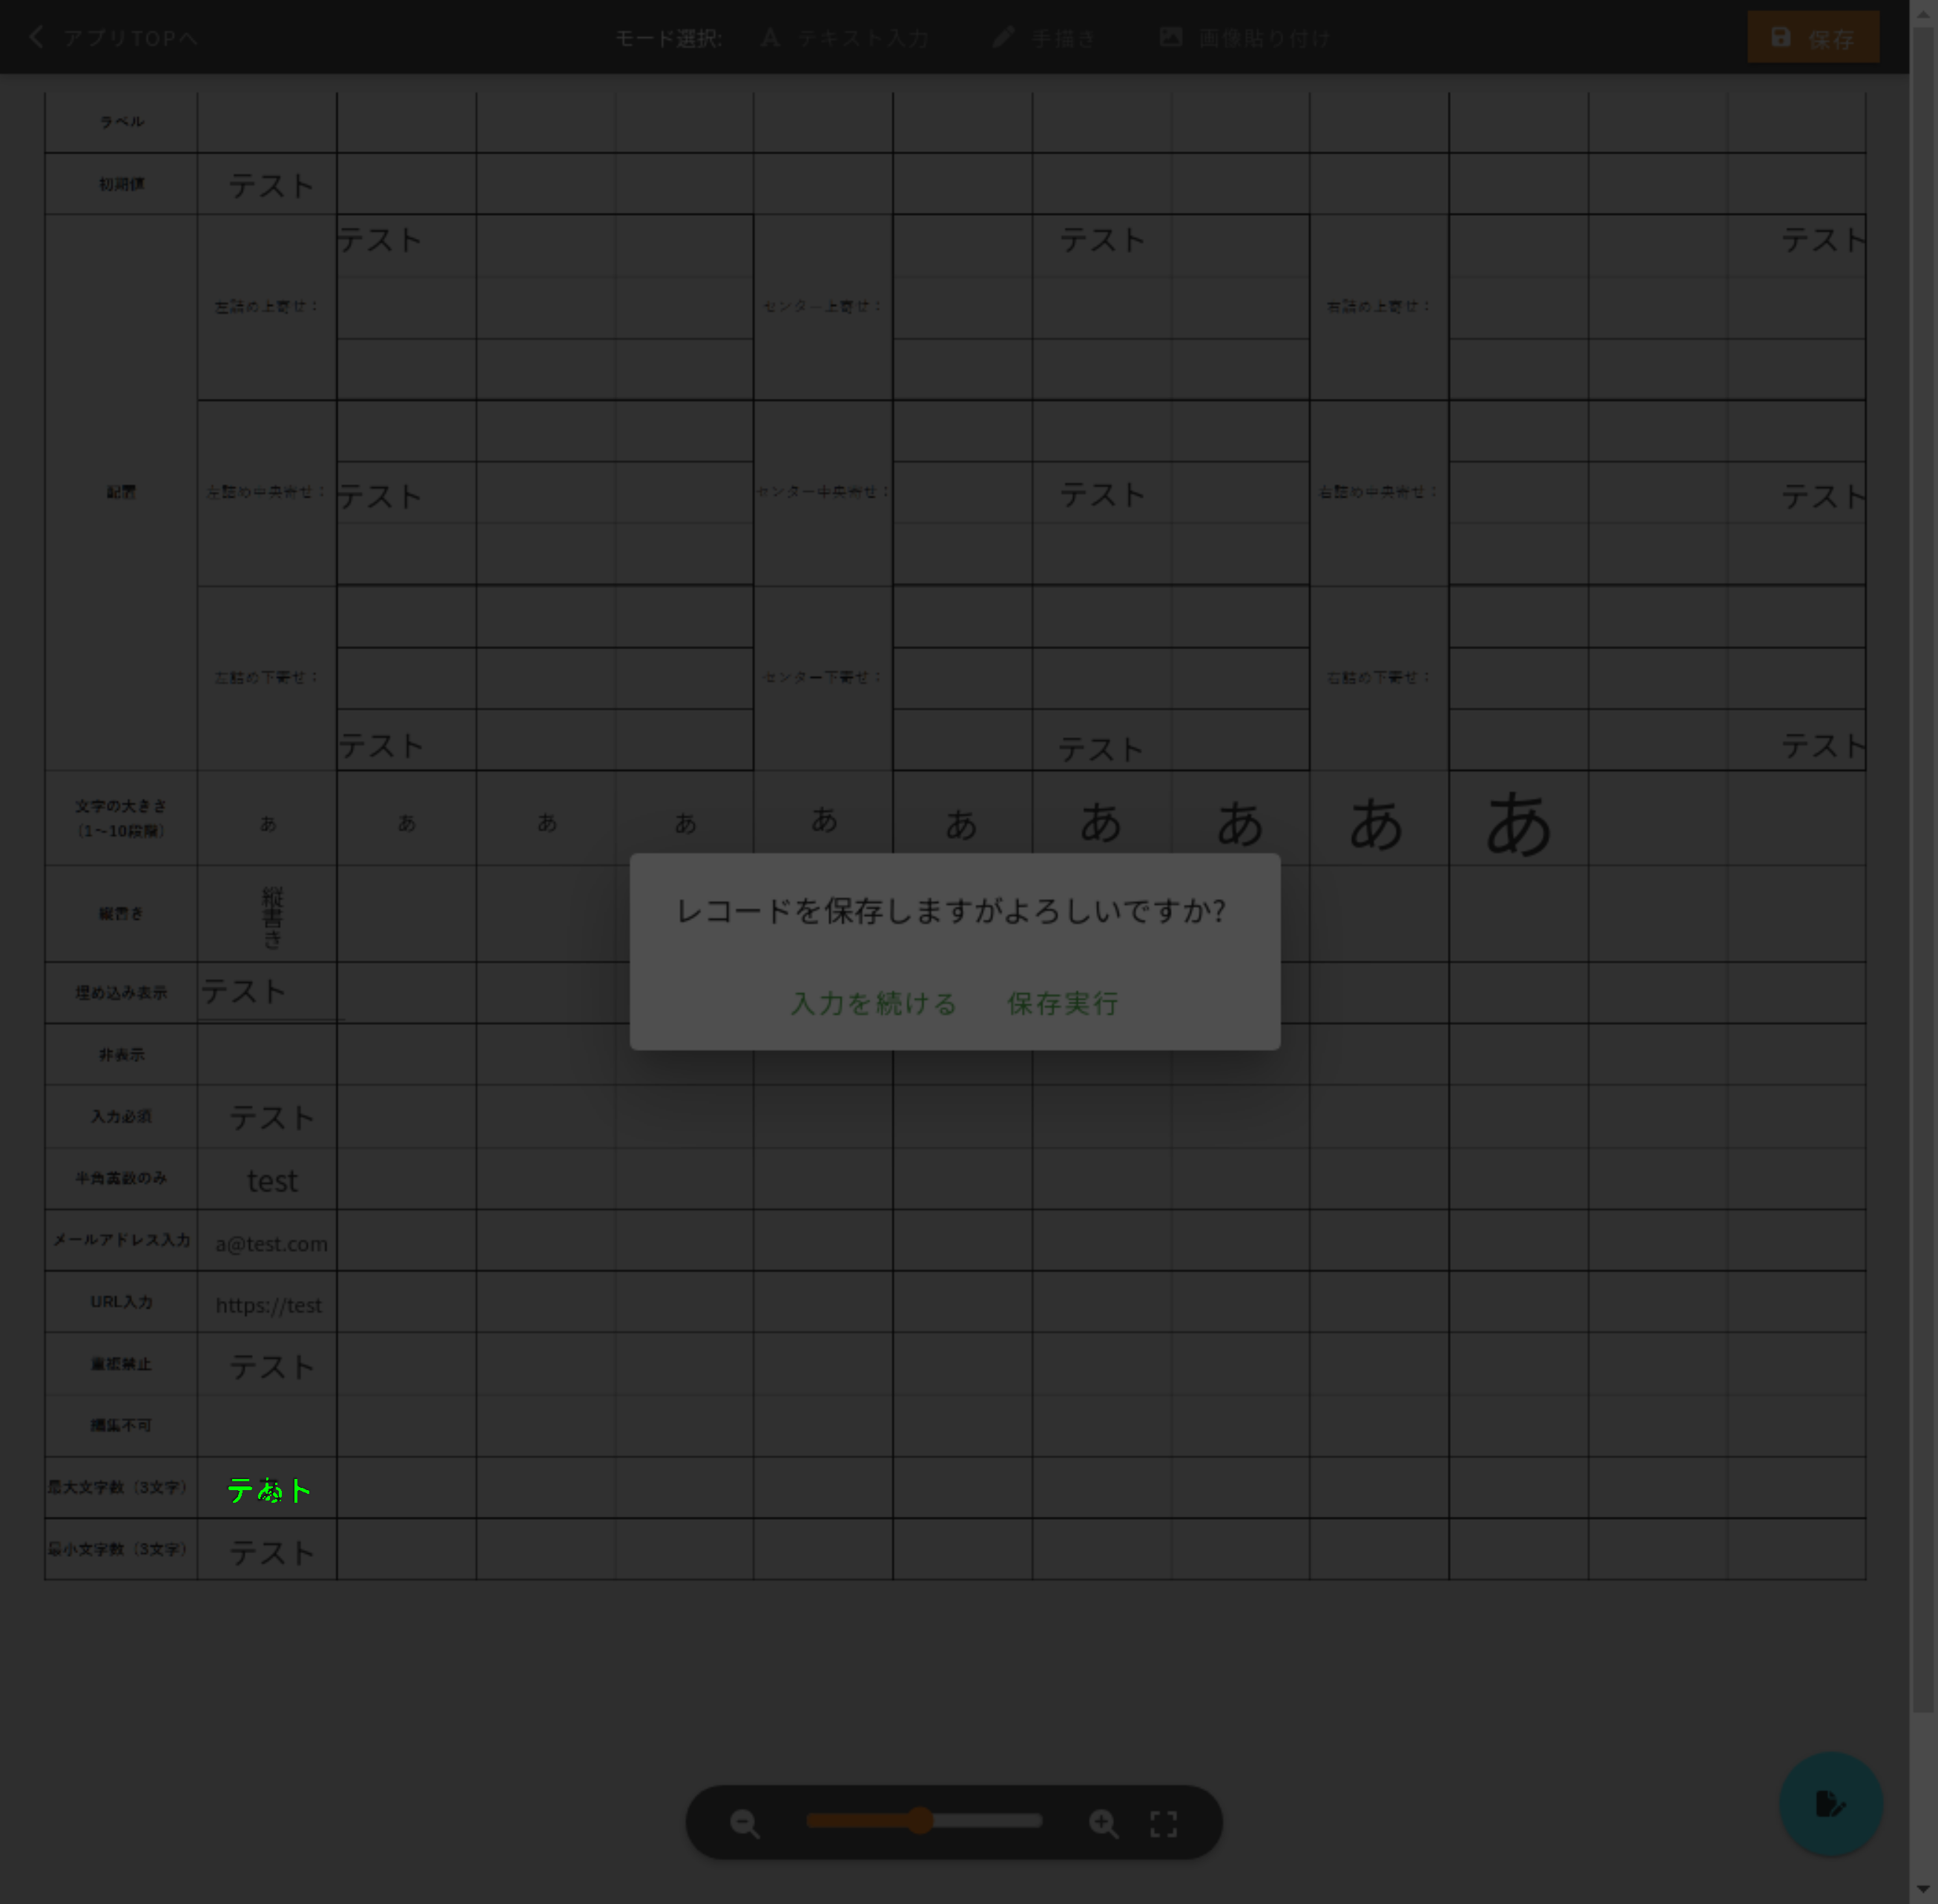 アプリTOPへ モード選択: テキスト入力 手描き 画像貼り付け 保存
ラベル
初期値 テスト
テスト テスト テスト
左詰め上寄せ： センター上寄せ： 右詰め上寄せ：
配置 左詰め中央寄せ： テスト センター中央寄せ： テスト 右詰め中央寄せ： テスト
左詰め下寄せ： センター下寄せ： 右詰め下寄せ：
テスト テスト テスト
文字の大きさ
（1〜10段階） あ あ あ あ あ あ あ あ あ あ
縦書き 縦書き
レコードを保存しますがよろしいですか?
埋め込み表示 テスト
入力を続ける 保存実行
非表示
入力必須 テスト
半角英数のみ test
メールアドレス入力 a@test.com
URL入力 https://test
重複禁止 テスト
編集不可
最大文字数（3文字）
最小文字数（3文字） テスト